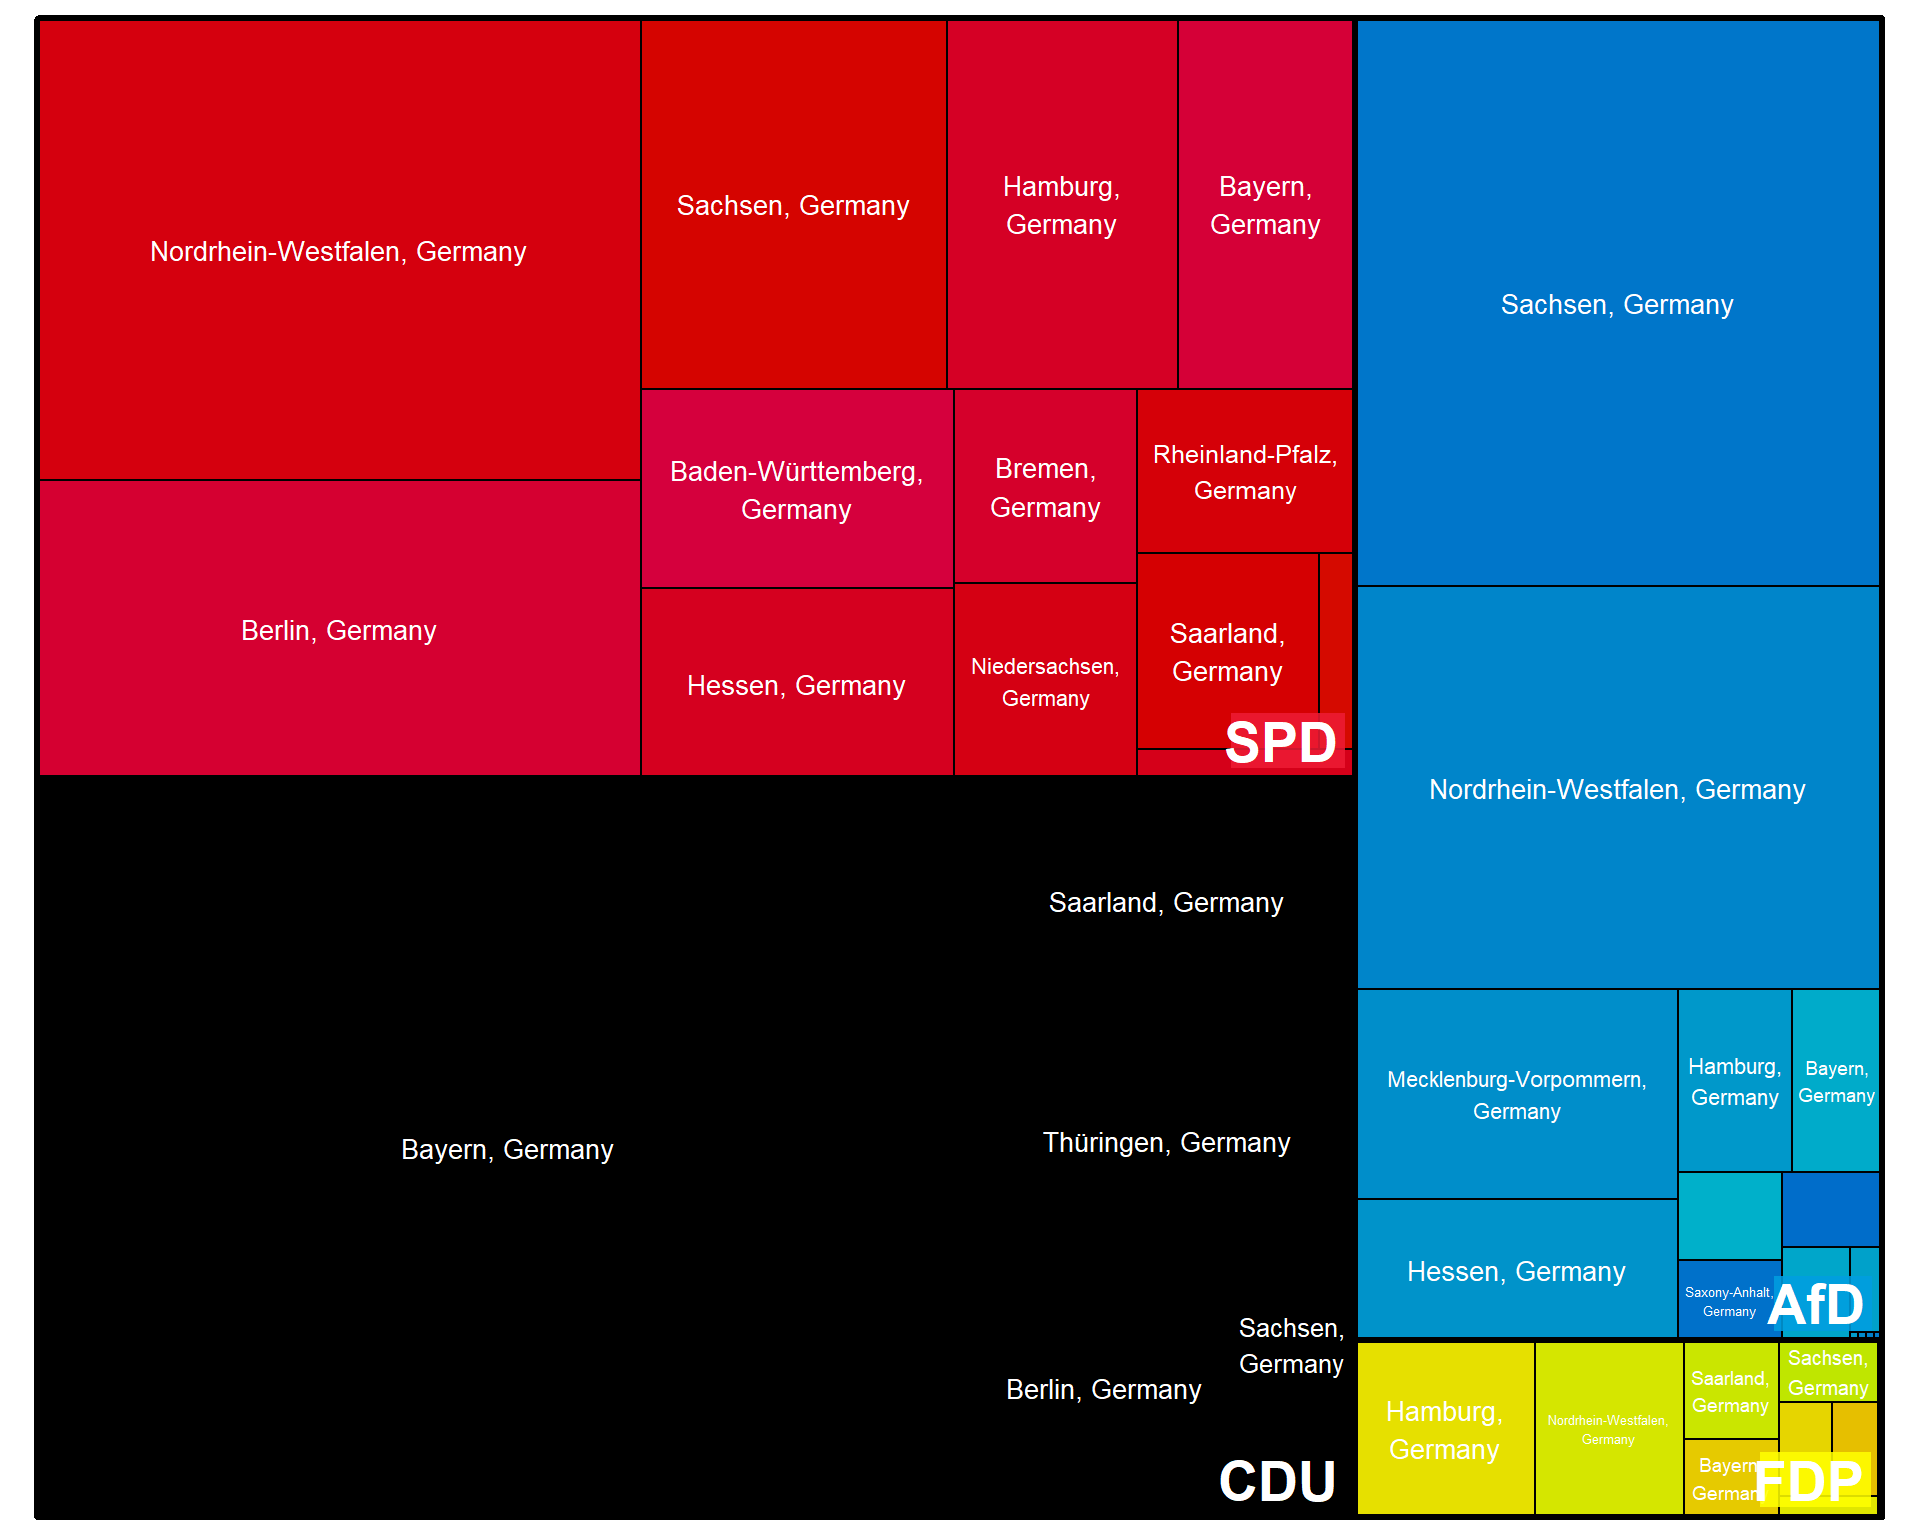 Nordrhein-Westfalen, Germany
Sachsen, Germany
Hamburg,
Germany
Bayern,
Germany
Berlin, Germany
Baden-Württemberg,
Germany
Bremen,
Germany
Rheinland-Pfalz,
Germany
Hessen, Germany
Niedersachsen,
Germany
Saarland,
Germany
SPD
Bayern, Germany
Saarland, Germany
Thüringen, Germany
Berlin, Germany
Sachsen,
Germany
CDU
Sachsen, Germany
Nordrhein-Westfalen, Germany
Mecklenburg-Vorpommern,
Germany
Hamburg,
Germany
Bayern,
Germany
Hessen, Germany
Saxony-Anhalt,
Germany
AfD
Hamburg,
Germany
Nordrhein-Westfalen,
Germany
Saarland,
Germany
Sachsen,
Germany
Bayern,
Germany
FDP